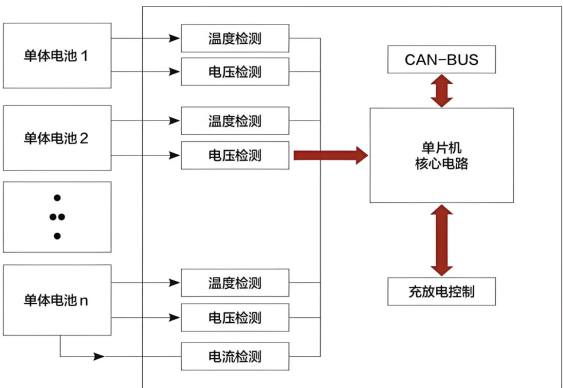 单体电池 1
温度检测
电压检测
CAN-BUS
单体电池 2
温度检测
电压检测
单片机
核心电路
单体电池 n
温度检测
电压检测
电流检测
充放电控制